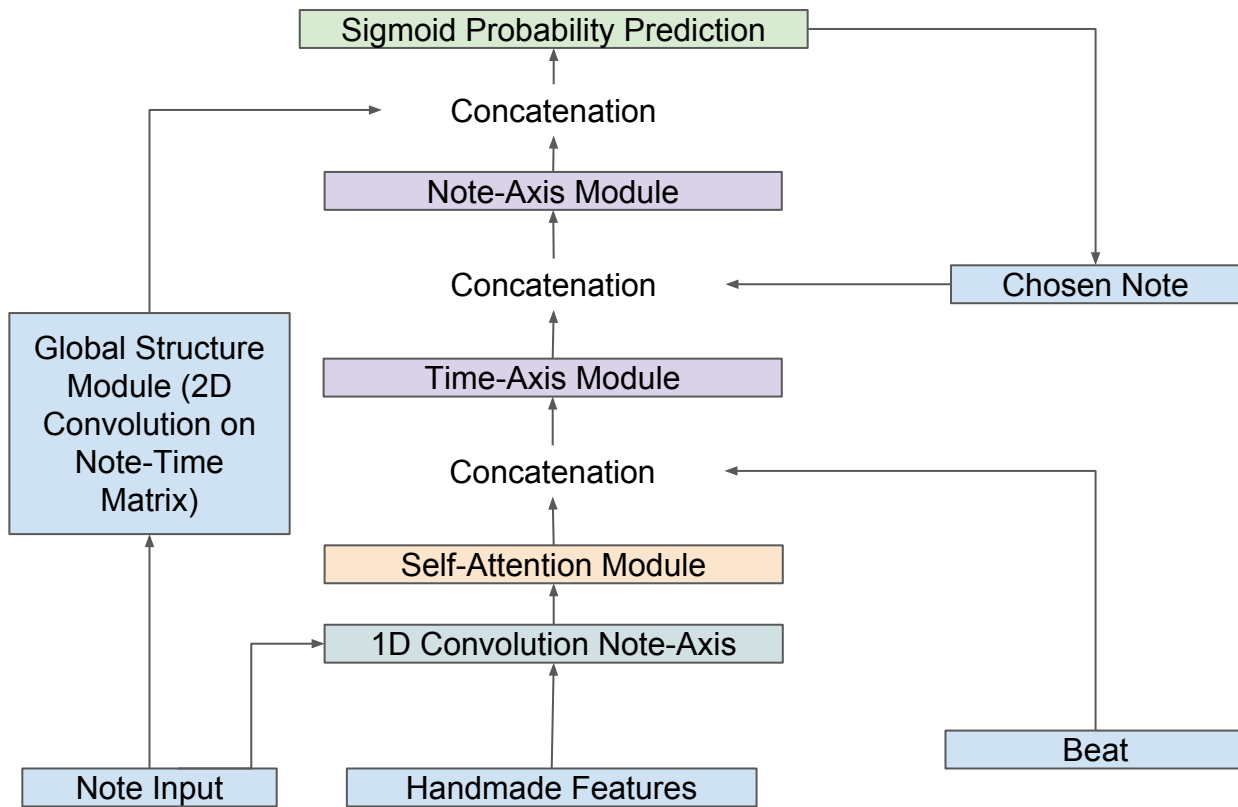 Sigmoid Probability Prediction
Concatenation
Note-Axis Module
Concatenation
Chosen Note
Global Structure
Module (2D
Convolution on
Note-Time
Matrix)
Time-Axis Module
Concatenation
Self-Attention Module
1D Convolution Note-Axis
Beat
Note Input
Handmade Features